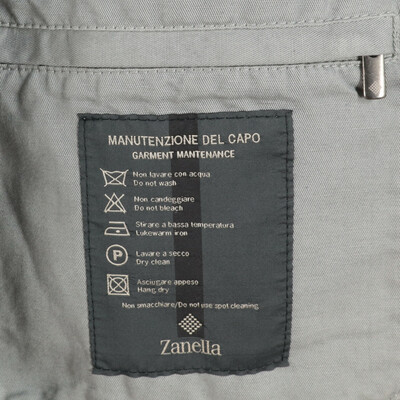 MANUTENZIONE DEL CAPO
GARMENT MANTENANCE
Non lavare con acqua
Do not wash
Non candeggiare
Do not bleach
Stirare a bassa temperatura
Lukewarm iron
P
Lavare a secco
Dry clean
Asciugare appeso
Hang dry
Non smacchiare/Do not use spot cleaning
Zanella